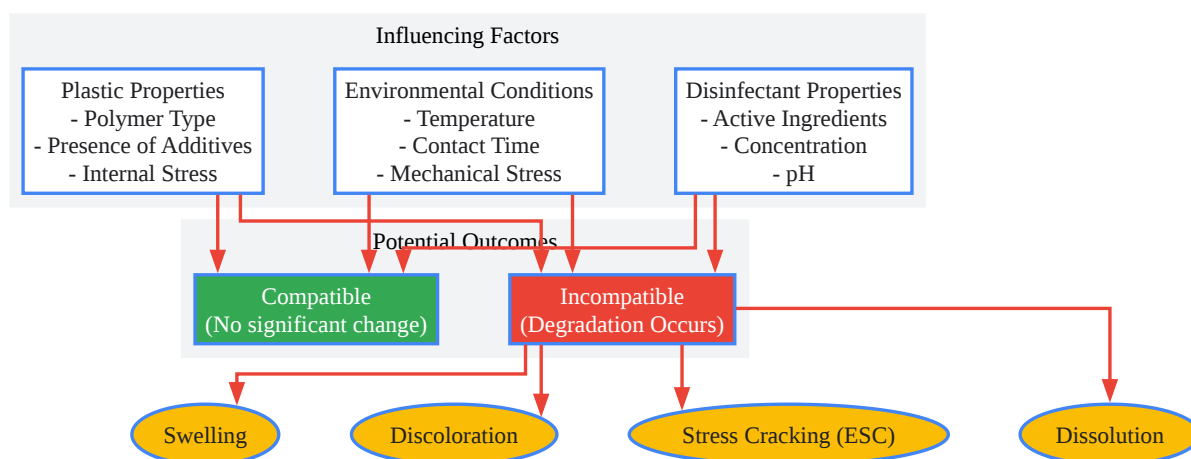 Influencing Factors
Plastic Properties
- Polymer Type
- Presence of Additives
- Internal Stress
Environmental Conditions
- Temperature
- Contact Time
- Mechanical Stress
Disinfectant Properties
- Active Ingredients
- Concentration
- pH
Potential Outcomes
Compatible
(No significant change)
Incompatible
(Degradation Occurs)
Swelling
Discoloration
Stress Cracking (ESC)
Dissolution